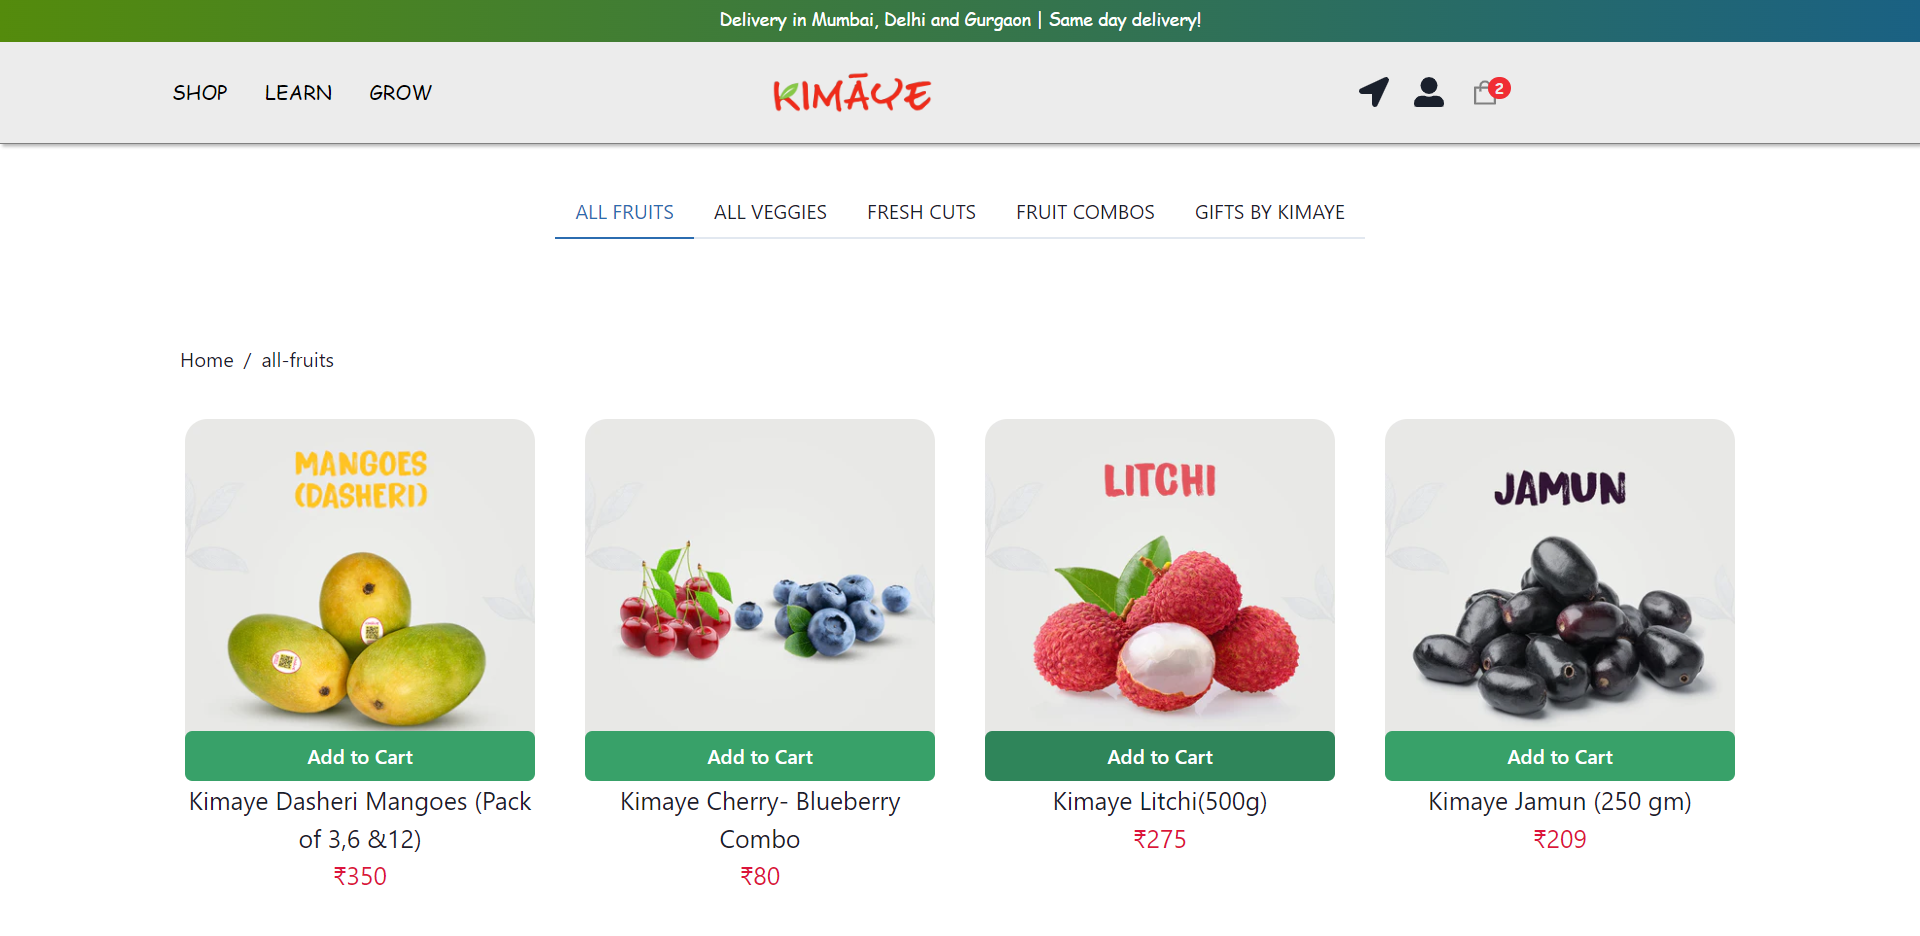 Delivery in Mumbai, Delhi and Gurgaon | Same day delivery!
SHOP LEARN GROW
KIMĀYE
2
ALL FRUITS ALL VEGGIES FRESH CUTS FRUIT COMBOS GIFTS BY KIMAYE
Home / all-fruits
MANGOES
(DASHERI)
Add to Cart
Kimaye Dasheri Mangoes (Pack
of 3,6 &12)
₹350
Add to Cart
Kimaye Cherry- Blueberry
Combo
₹80
LITCHI
Add to Cart
Kimaye Litchi(500g)
₹275
JAMUN
Add to Cart
Kimaye Jamun (250 gm)
₹209